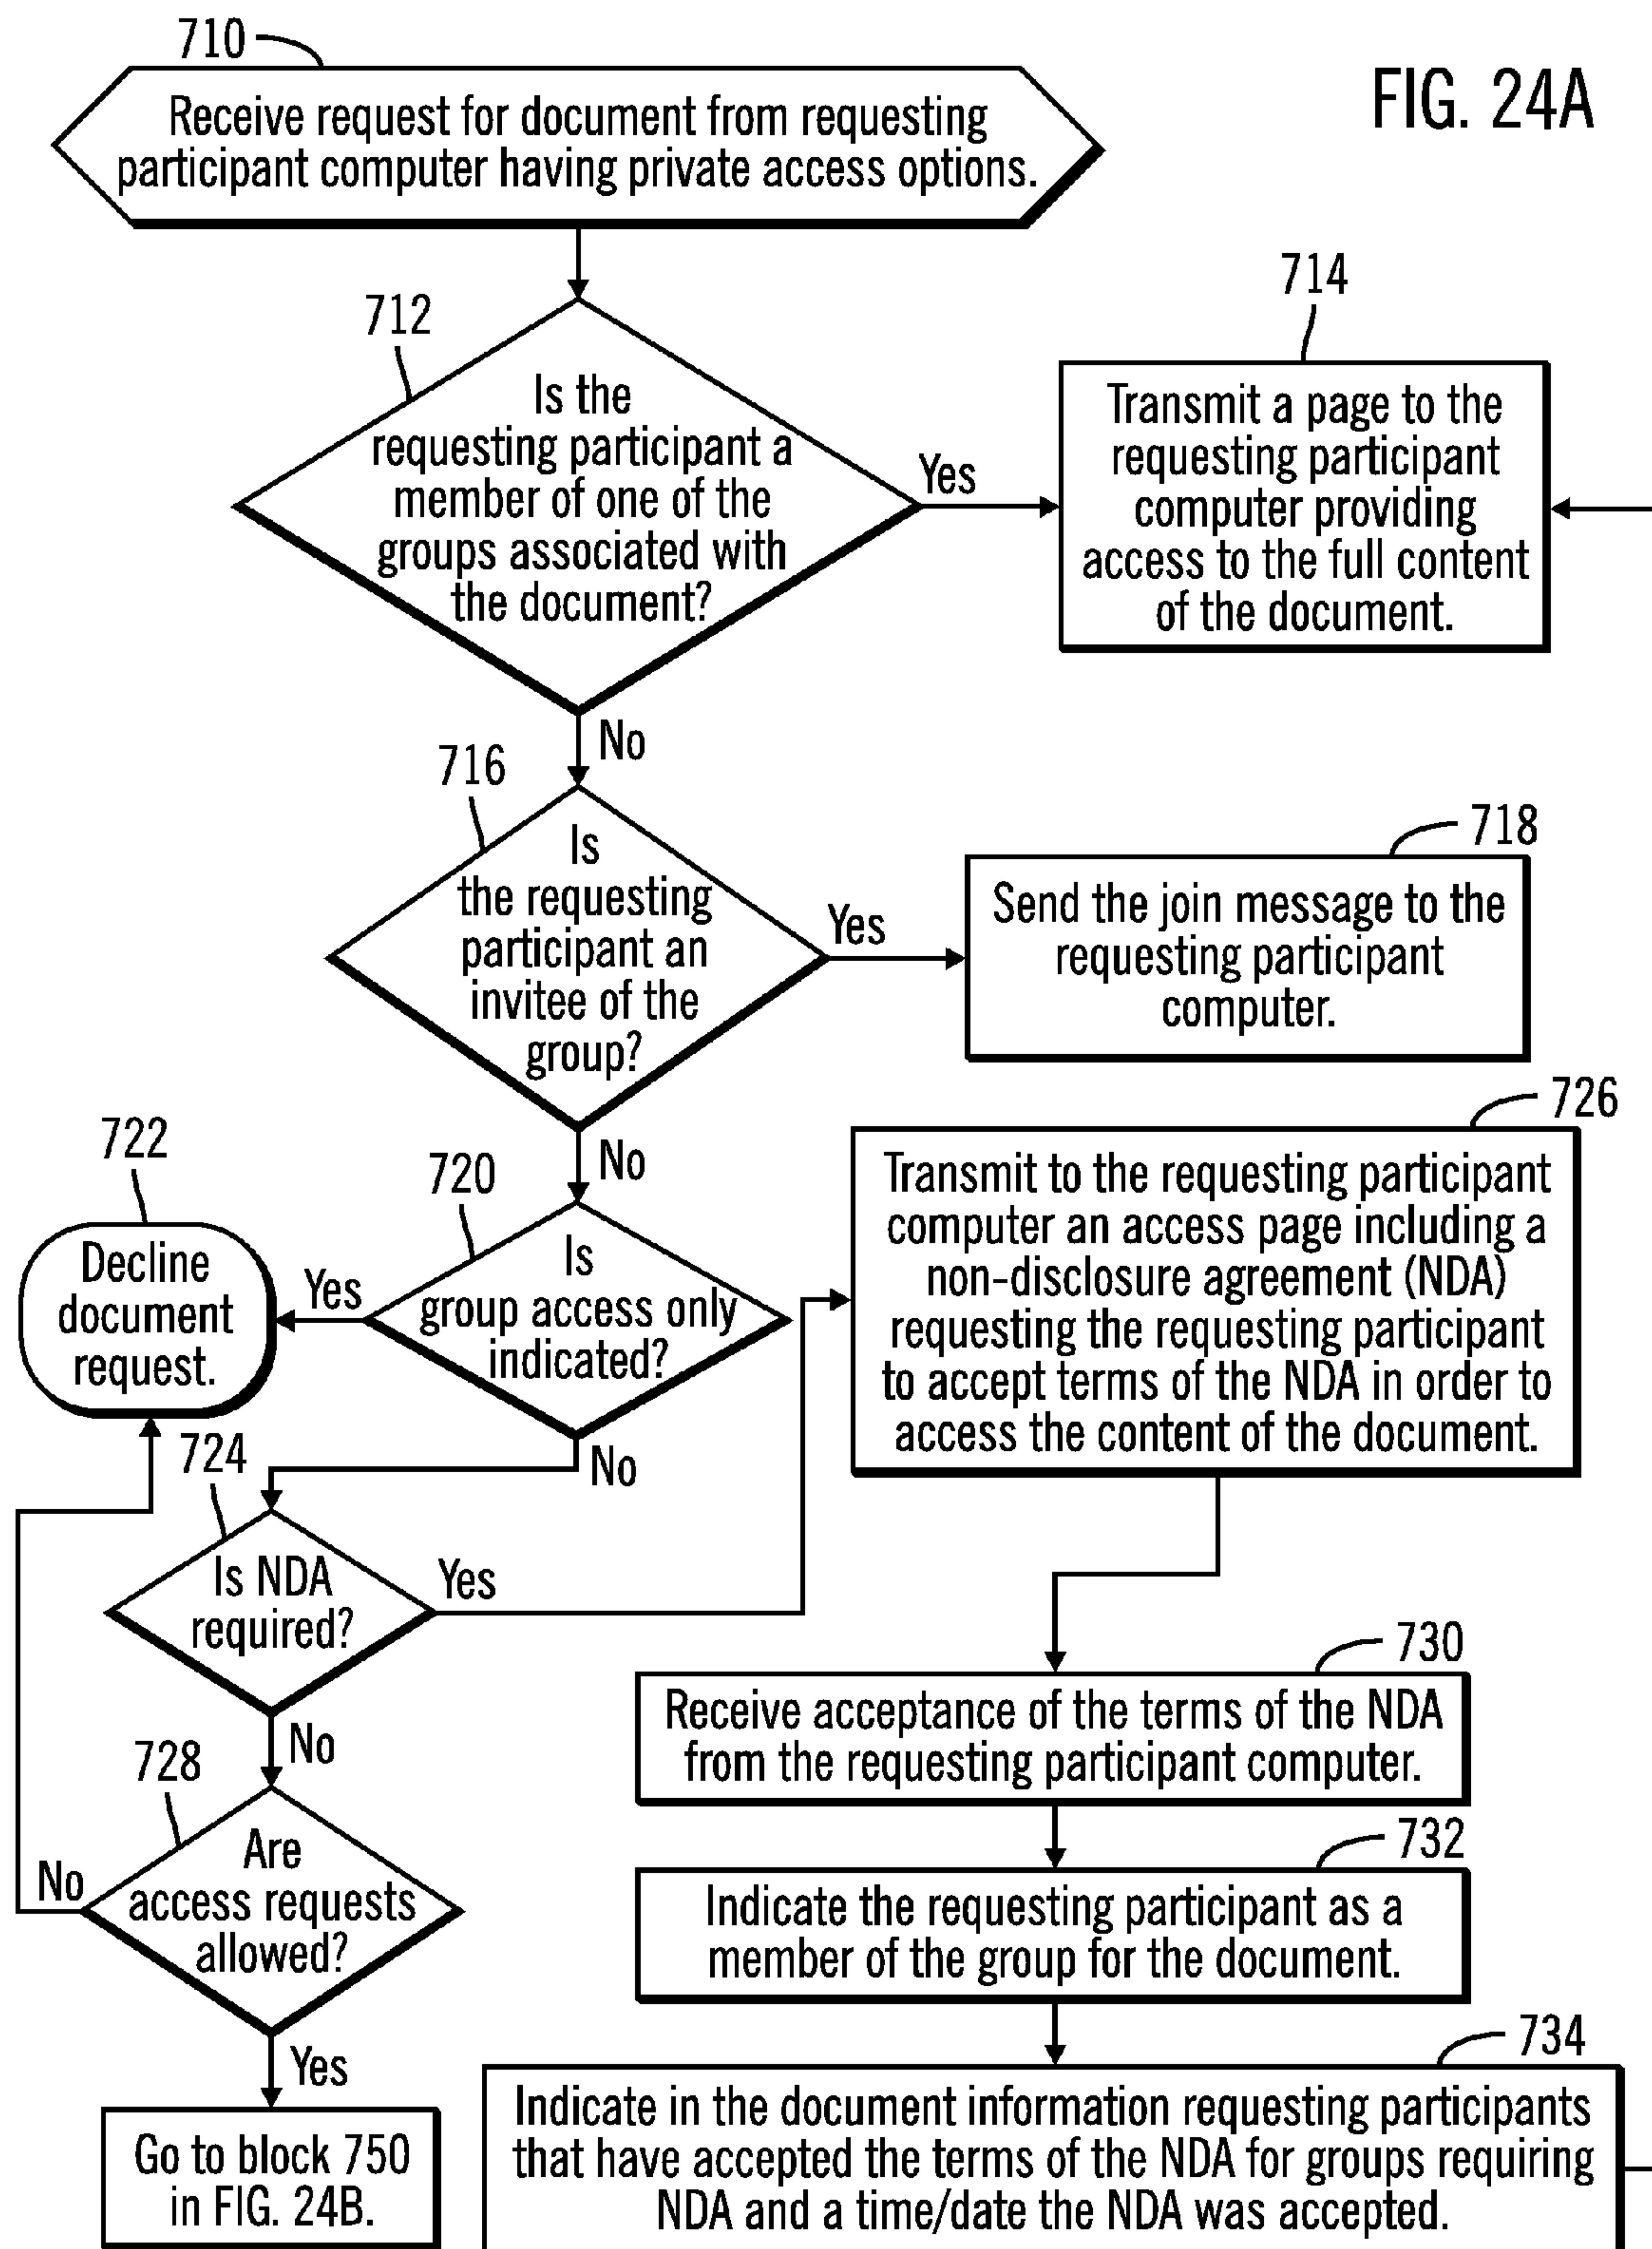 710
FIG. 24A
Receive request for document from requesting
participant computer having private access options.
712
Is the
requesting participant a
member of one of the
groups associated with
the document?
Yes
714
Transmit a page to the
requesting participant
computer providing
access to the full content
of the document.
No
716
Is
the requesting
participant an
invitee of the
group?
Yes
718
Send the join message to the
requesting participant
computer.
No
720
Is
group access only
indicated?
Yes
722
Decline
document
request.
No
724
Is NDA
required?
Yes
726
Transmit to the requesting participant
computer an access page including a
non-disclosure agreement (NDA)
requesting the requesting participant
to accept terms of the NDA in order to
access the content of the document.
No
728
Are
access requests
allowed?
No
Yes
Go to block 750
in FIG. 24B.
730
Receive acceptance of the terms of the NDA
from the requesting participant computer.
732
Indicate the requesting participant as a
member of the group for the document.
734
Indicate in the document information requesting participants
that have accepted the terms of the NDA for groups requiring
NDA and a time/date the NDA was accepted.